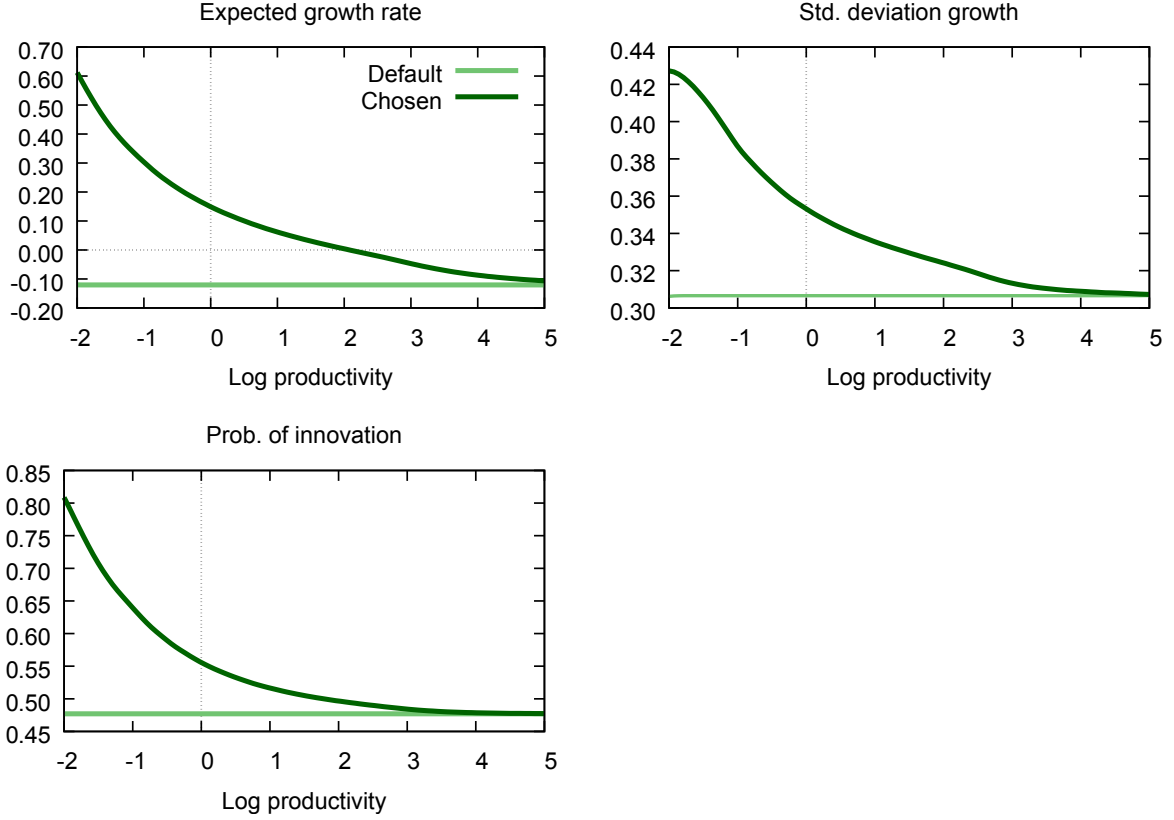 Expected growth rate
0.70
0.60
0.50
0.40
0.30
0.20
0.10
0.00
-0.10
-0.20
Default
Chosen
-2 -1 0 1 2 3 4 5
Log productivity
Std. deviation growth
0.44
0.42
0.40
0.38
0.36
0.34
0.32
0.30
-2 -1 0 1 2 3 4 5
Log productivity
Prob. of innovation
0.85
0.80
0.75
0.70
0.65
0.60
0.55
0.50
0.45
-2 -1 0 1 2 3 4 5
Log productivity